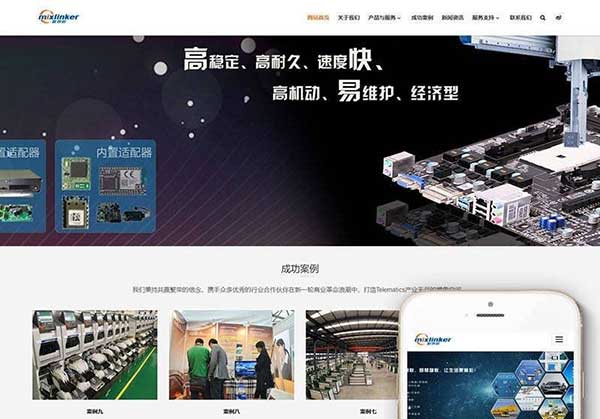 mixlinker
网站首页 关于我们 产品与服务 成功案例 新闻资讯 服务支持 联系我们
高稳定、高耐久、速度快、
高机动、易维护、经济型
置适配器
内置适配器
成功案例
我们秉持共赢繁荣的信念，携手众多优秀的行业合作伙伴在新一轮商业革命浪潮中，打造Telematics产业
案例九
案例八
案例七
mixlinker